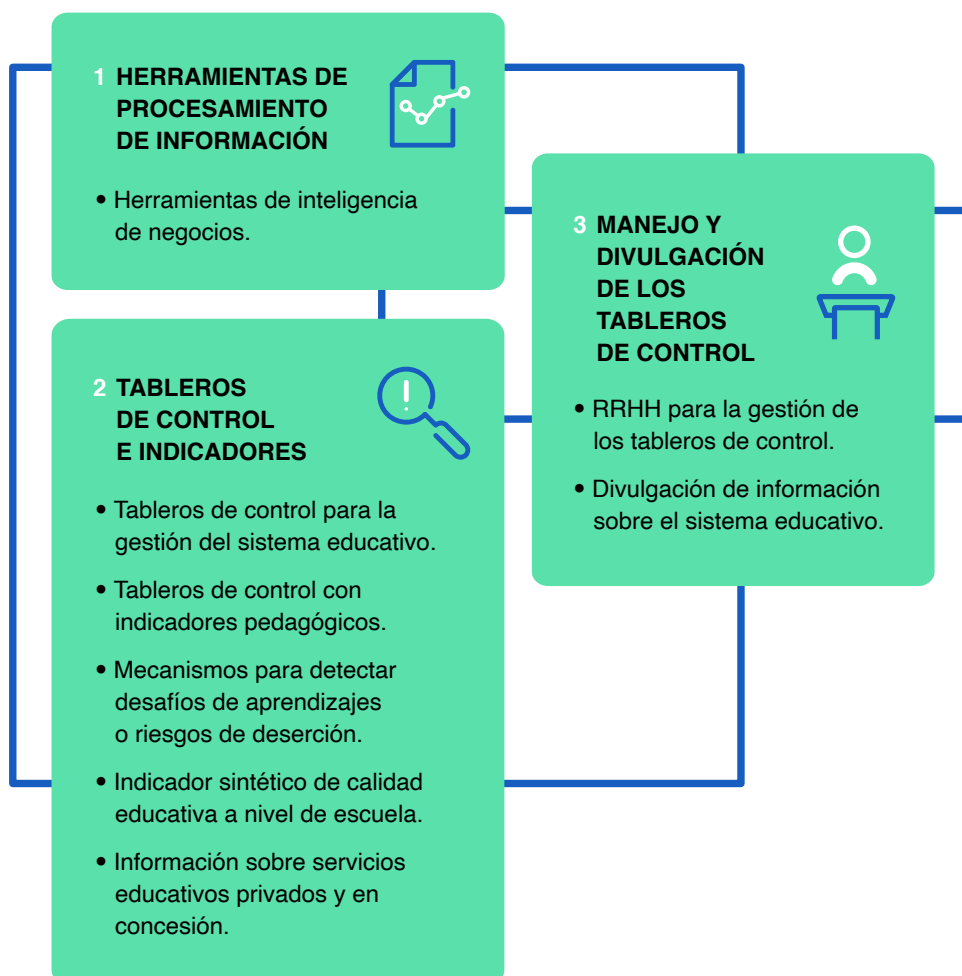 1 HERRAMIENTAS DE
PROCESAMIENTO
DE INFORMACIÓN
• Herramientas de inteligencia
de negocios.
2 TABLEROS
DE CONTROL
E INDICADORES
• Tableros de control para la
gestión del sistema educativo.
• Tableros de control con
indicadores pedagógicos.
• Mecanismos para detectar
desafíos de aprendizajes
o riesgos de deserción.
• Indicador sintético de calidad
educativa a nivel de escuela.
• Información sobre servicios
educativos privados y en
concesión.
3 MANEJO Y
DIVULGACIÓN
DE LOS
TABLEROS
DE CONTROL
• RRHH para la gestión de
los tableros de control.
• Divulgación de información
sobre el sistema educativo.